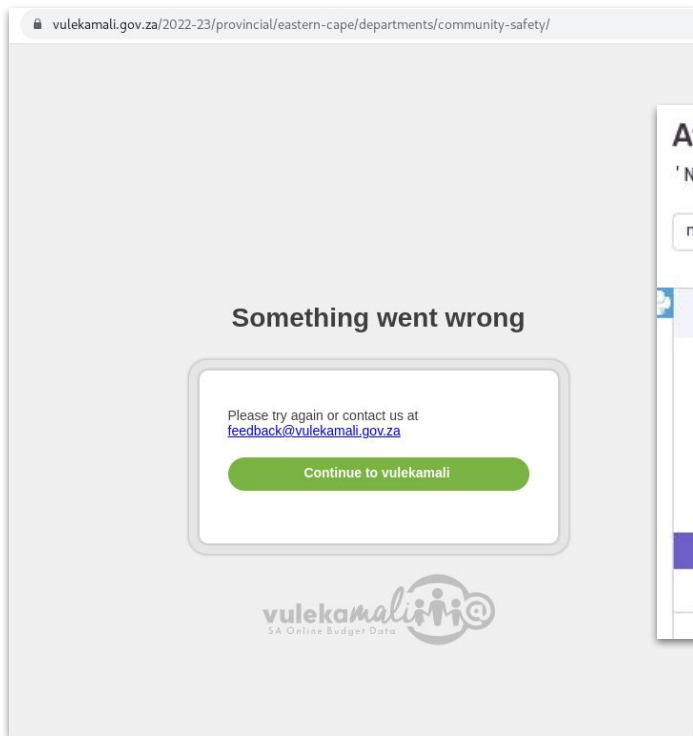 vulekamali.gov.za/2022-23/provincial/eastern-cape/departments/community-safety/
Something went wrong
Please try again or contact us at
feedback@vulekamali.gov.za
Continue to vulekamali
vulekamali
SA Online Budget Data